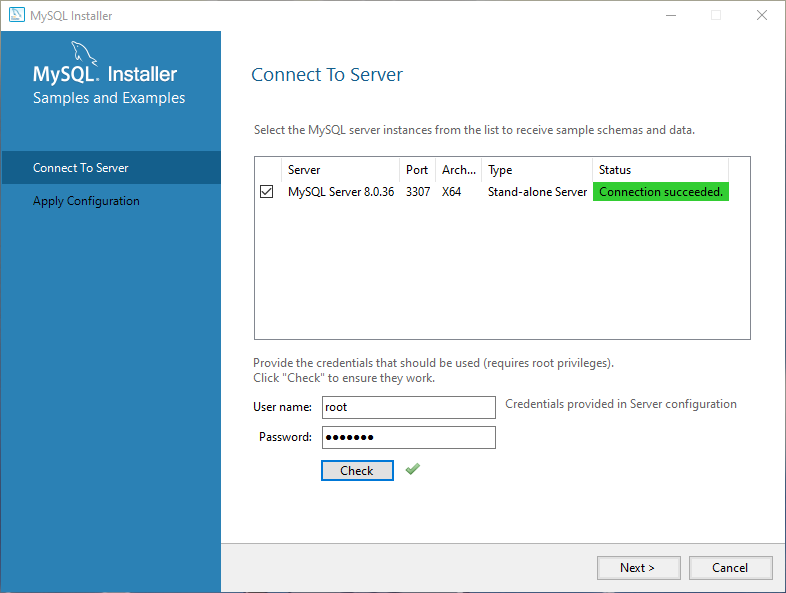 MySQL Installer
MySQL. Installer
Samples and Examples
Connect To Server
Apply Configuration
Connect To Server
Select the MySQL server instances from the list to receive sample schemas and data.
Server Port Arch... Type Status
MySQL Server 8.0.36 3307 X64 Stand-alone Server Connection succeeded.
Provide the credentials that should be used (requires root privileges).
Click "Check" to ensure they work.
User name: root Credentials provided in Server configuration
Password: ●●●●●●●
Check
Next > Cancel